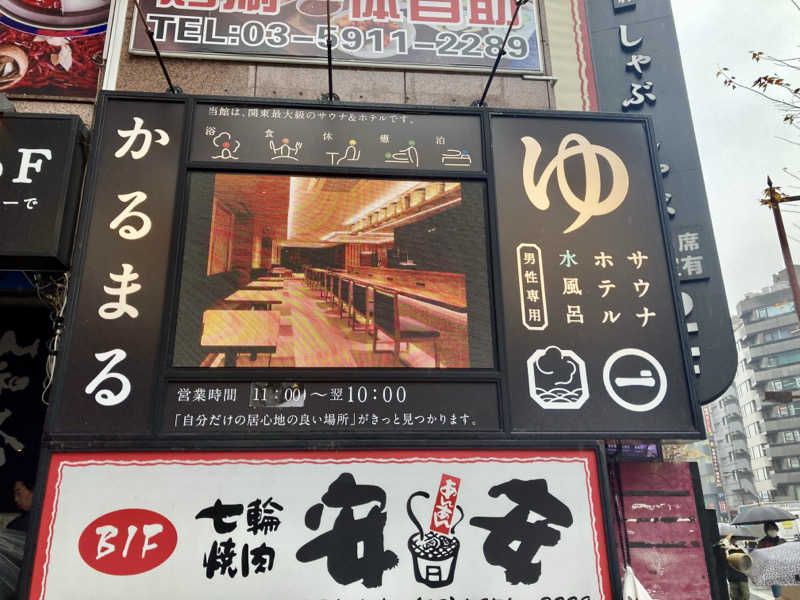 TEL:03-5911-2289
しゃぶ
席有
F
ーで
かるまる
当館は、関東最大級のサウナ&ホテルです。
浴 食 休 癒 泊
ゆ
サウナ
ホテル
水風呂
男性専用
営業時間 11:00~翌10:00
「自分だけの居心地の良い場所」がきっと見つかります。
B1F
七輪
焼肉
安安